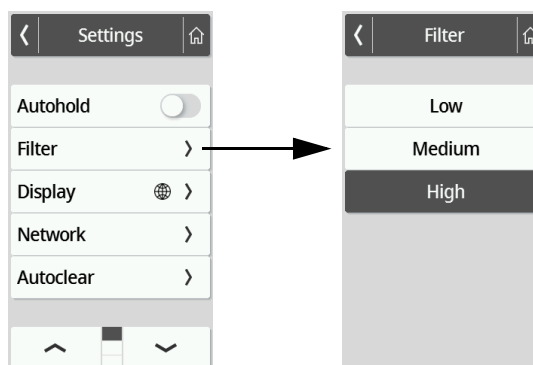 Settings
Autohold
Filter
Display
Network
Autoclear
Filter
Low
Medium
High